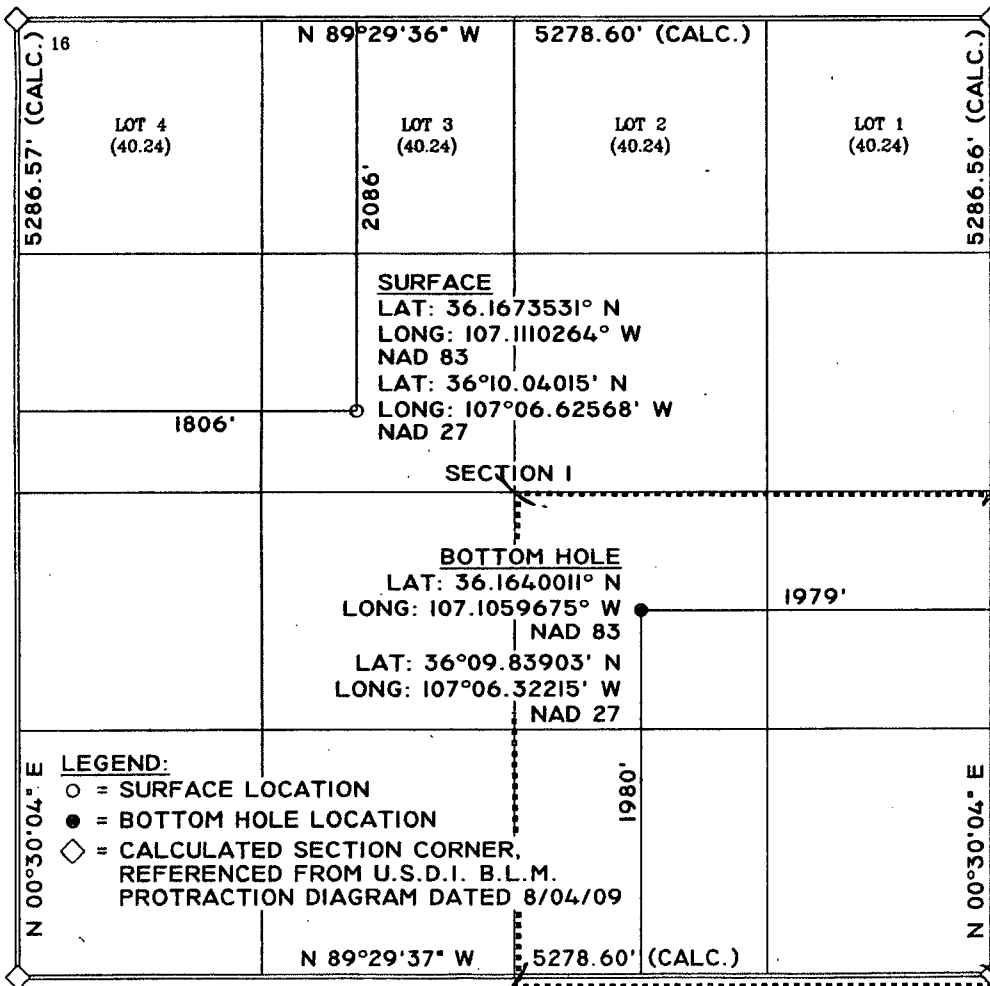 N 89°29'36" W 5278.60' (CALC.)
16
5286.57' (CALC.)
LOT 4
(40.24)
LOT 3
(40.24)
LOT 2
(40.24)
LOT 1
(40.24)
5286.56' (CALC.)
2086'
SURFACE
LAT: 36.1673531° N
LONG: 107.1110264° W
NAD 83
LAT: 36°10.04015' N
LONG: 107°06.62568' W
NAD 27
1806'
SECTION 1
BOTTOM HOLE
LAT: 36.1640011° N
LONG: 107.1059675° W
NAD 83
LAT: 36°09.83903' N
LONG: 107°06.32215' W
NAD 27
1979'
1980'
N 00°30'04" E
LEGEND:
○ = SURFACE LOCATION
● = BOTTOM HOLE LOCATION
◇ = CALCULATED SECTION CORNER,
REFERENCED FROM U.S.D.I. B.L.M.
PROTRACTION DIAGRAM DATED 8/04/09
N 00°30'04" E
N 89°29'37" W 5278.60' (CALC.)